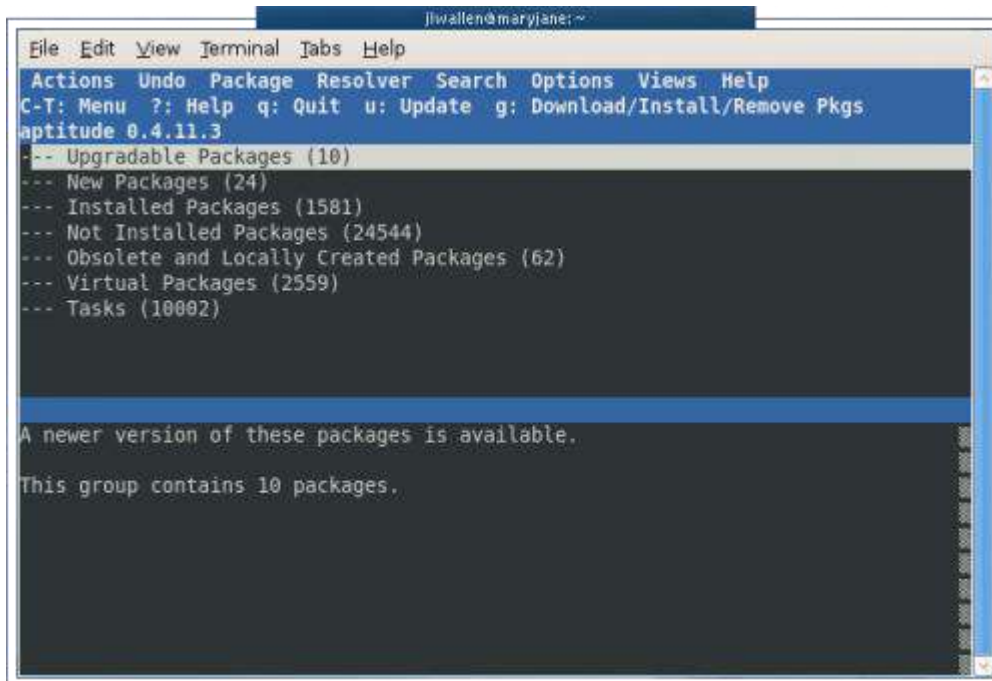 jlwallen@maryjane: ~
File Edit View Terminal Tabs Help
Actions Undo Package Resolver Search Options Views Help
C-T: Menu ?: Help q: Quit u: Update g: Download/Install/Remove Pkgs
aptitude 0.4.11.3
--- Upgradable Packages (10)
--- New Packages (24)
--- Installed Packages (1581)
--- Not Installed Packages (24544)
--- Obsolete and Locally Created Packages (62)
--- Virtual Packages (2559)
--- Tasks (10002)
A newer version of these packages is available.
This group contains 10 packages.